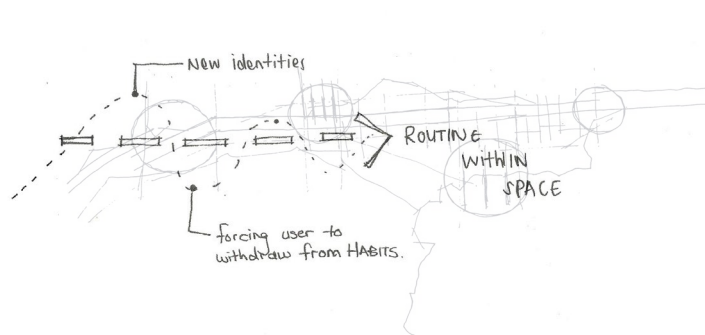 New identities
ROUTINE
WITHIN
SPACE
forcing user to
withdraw from HABITS.